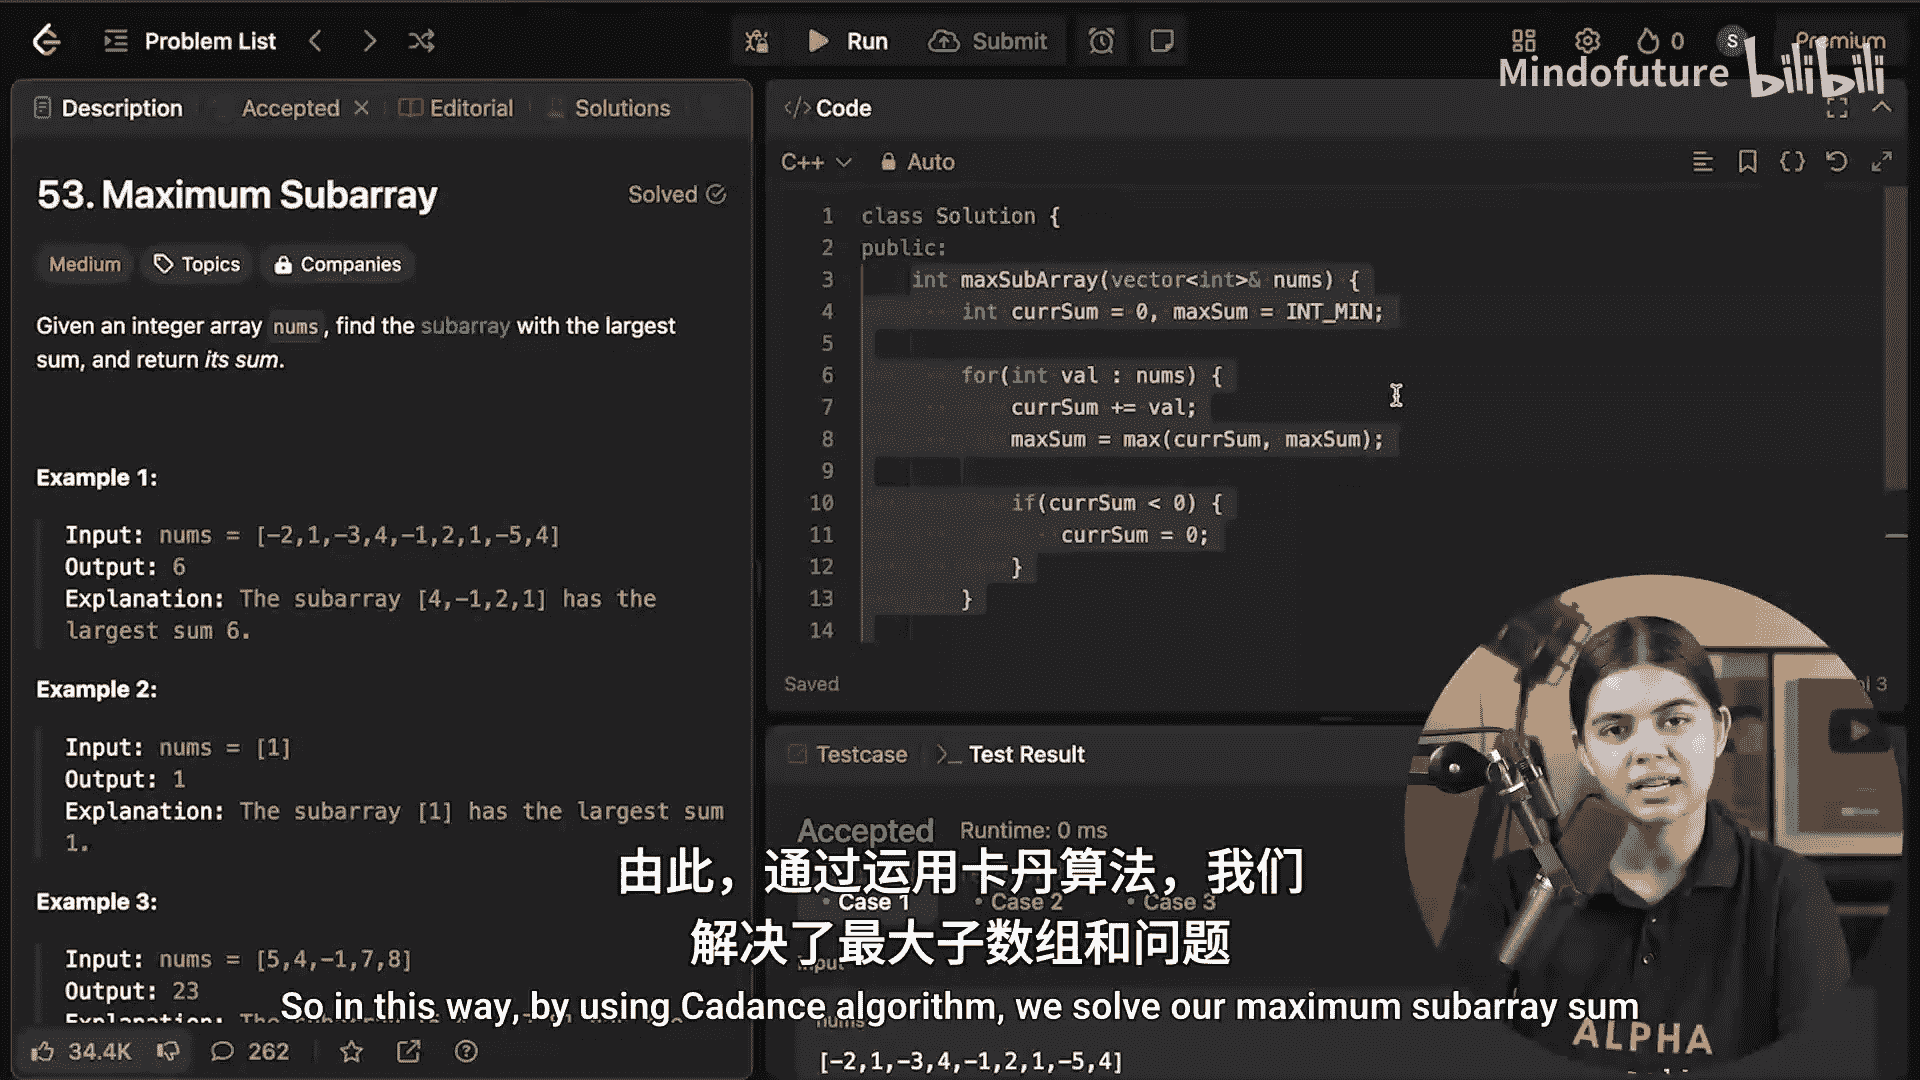 Problem List
Run
Submit
0
S
Premium
Mindofuture bilibili
Description
Accepted
Editorial
Solutions
53. Maximum Subarray
Solved
Medium
Topics
Companies
Given an integer array nums, find the subarray with the largest
sum, and return its sum.
Example 1:
Input: nums = [-2,1,-3,4,-1,2,1,-5,4]
Output: 6
Explanation: The subarray [4,-1,2,1] has the
largest sum 6.
Example 2:
Input: nums = [1]
Output: 1
Explanation: The subarray [1] has the largest sum
1.
Example 3:
Input: nums = [5,4,-1,7,8]
Output: 23
34.4K
262
</> Code
C++
Auto
1 class Solution {
2 public:
3 int maxSubArray(vector<int>& nums) {
4 int currSum = 0, maxSum = INT_MIN;
5
6 for(int val : nums) {
7 currSum += val;
8 maxSum = max(currSum, maxSum);
9
10 if(currSum < 0) {
11 currSum = 0;
12 }
13 }
14
Saved
Testcase
>_ Test Result
Accepted
Runtime: 0 ms
• Case 1
• Case 2
• Case 3
由此，通过运用卡丹算法，我们
解决了最大子数组和问题
So in this way, by using Cadance algorithm, we solve our maximum subarray sum
nums
[-2,1,-3,4,-1,2,1,-5,4]
ALPHA